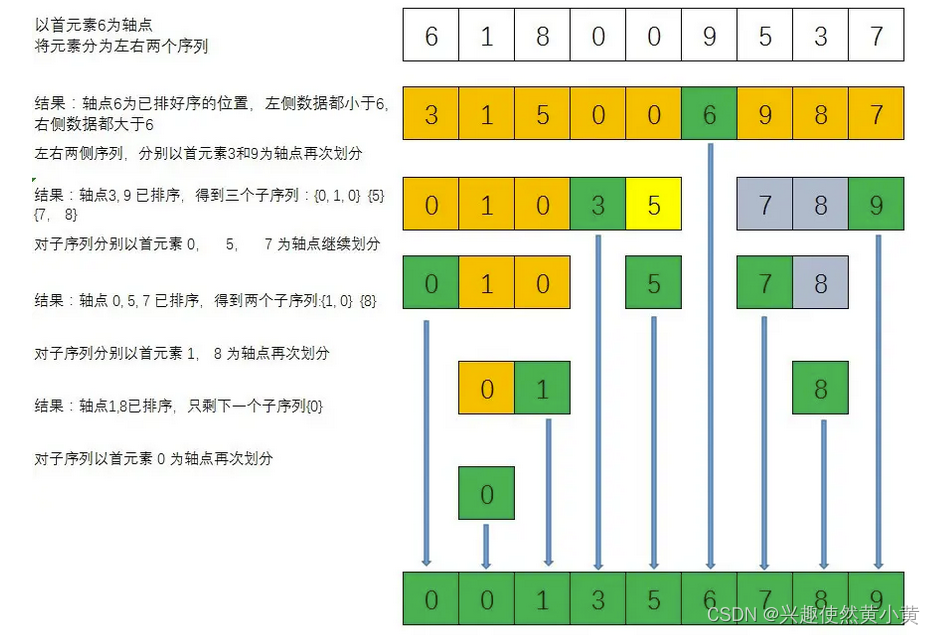 以首元素6为轴点
将元素分为左右两个序列
6 1 8 0 0 9 5 3 7
结果：轴点6为已排好序的位置，左侧数据都小于6，
右侧数据都大于6
3 1 5 0 0 6 9 8 7
左右两侧序列，分别以首元素3和9为轴点再次划分
结果：轴点3, 9 已排序，得到三个子序列：{0, 1, 0} {5}
{7， 8}
0 1 0 3 5 7 8 9
对子序列分别以首元素 0， 5， 7 为轴点继续划分
结果：轴点 0, 5, 7 已排序，得到两个子序列:{1, 0} {8}
0 1 0 5 7 8
对子序列分别以首元素 1， 8 为轴点再次划分
0 1 8
结果：轴点1,8已排序，只剩下一个子序列{0}
对子序列以首元素 0 为轴点再次划分
0
0 0 1 3 5 6 7 8 9
CSDN @兴趣使然黄小黄